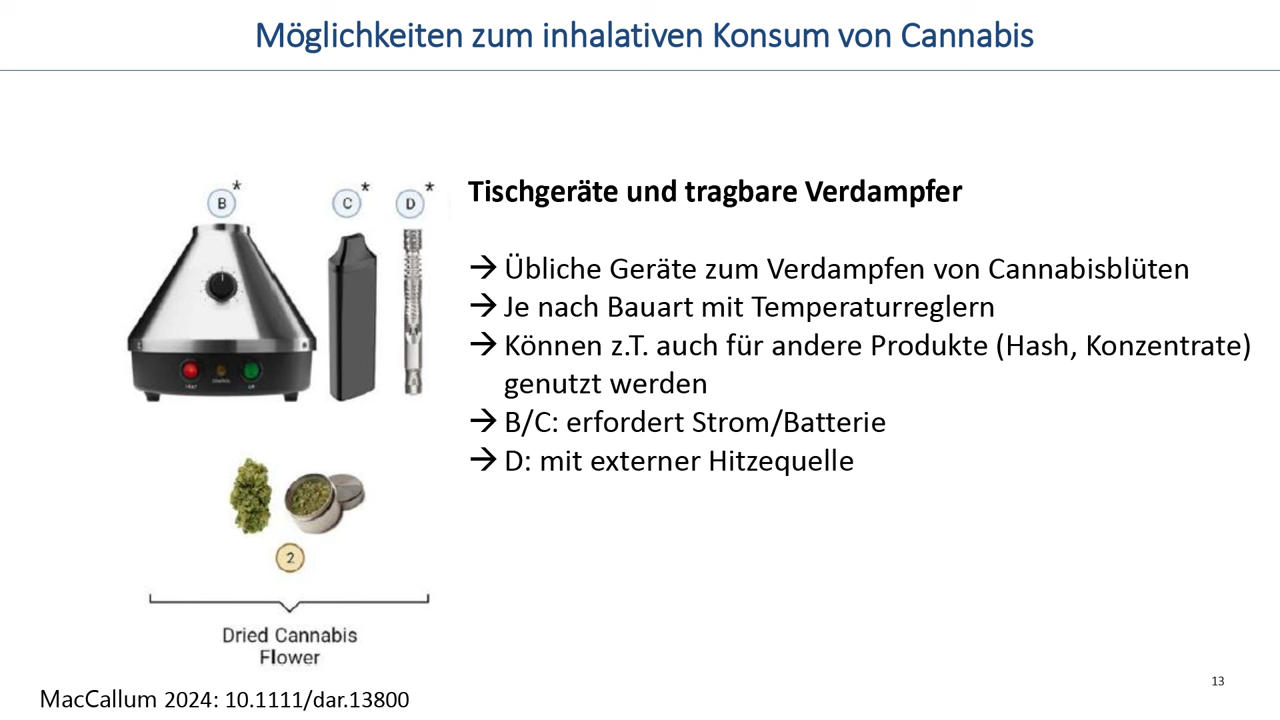 Möglichkeiten zum inhalativen Konsum von Cannabis
B* C* D*
Tischgeräte und tragbare Verdampfer
→ Übliche Geräte zum Verdampfen von Cannabisblüten
→ Je nach Bauart mit Temperaturreglern
→ Können z.T. auch für andere Produkte (Hash, Konzentrate)
genutzt werden
→ B/C: erfordert Strom/Batterie
→ D: mit externer Hitzequelle
2
Dried Cannabis
Flower
13
MacCallum 2024: 10.1111/dar.13800